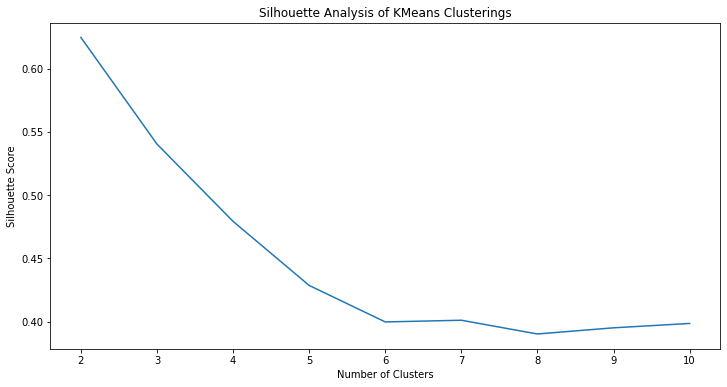 Silhouette Analysis of KMeans Clusterings
0.60
0.55
0.50
0.45
0.40
Silhouette Score
2 3 4 5 6 7 8 9 10
Number of Clusters